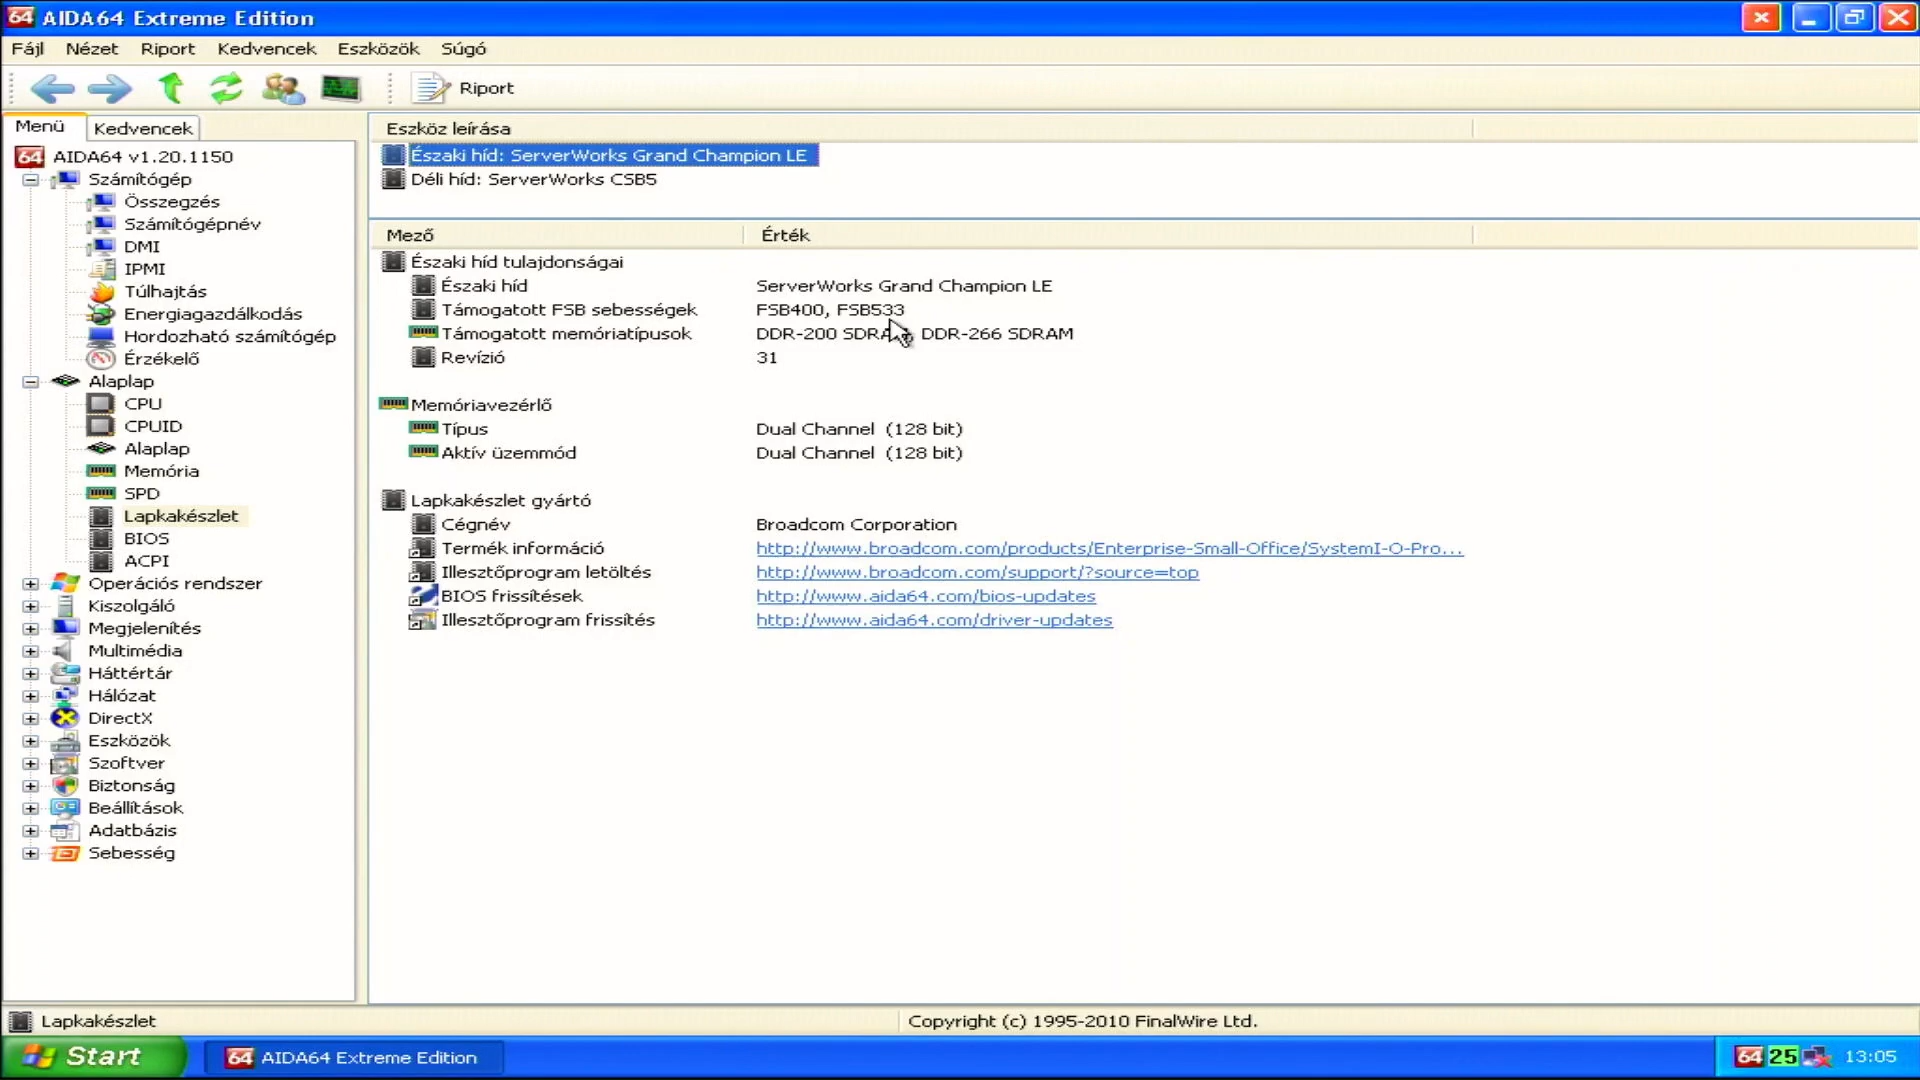 AIDA64 Extreme Edition
Fájl Nézet Riport Kedvencek Eszközök Súgó
Riport
Menü Kedvencek
AIDA64 v1.20.1150
Számítógép
Összegzés
Számítógépnév
DMI
IPMI
Túlhajtás
Energiagazdálkodás
Hordozható számítógép
Érzékelő
Alaplap
CPU
CPUID
Alaplap
Memória
SPD
Lapkakészlet
BIOS
ACPI
Operációs rendszer
Kiszolgáló
Megjelenítés
Multimédia
Háttértár
Hálózat
DirectX
Eszközök
Szoftver
Biztonság
Beállítások
Adatbázis
Sebesség
Eszköz leírása
Északi híd: ServerWorks Grand Champion LE
Déli híd: ServerWorks CSB5
Mező Érték
Északi híd tulajdonságai
Északi híd ServerWorks Grand Champion LE
Támogatott FSB sebességek FSB400, FSB533
Támogatott memóriatípusok DDR-200 SDRAM, DDR-266 SDRAM
Revízió 31
Memóriavezérlő
Típus Dual Channel (128 bit)
Aktív üzemmód Dual Channel (128 bit)
Lapkakészlet gyártó
Cégnév Broadcom Corporation
Termék információ http://www.broadcom.com/products/Enterprise-Small-Office/SystemI-O-Pro...
Illesztőprogram letöltés http://www.broadcom.com/support/?source=top
BIOS frissítések http://www.aida64.com/bios-updates
Illesztőprogram frissítés http://www.aida64.com/driver-updates
Lapkakészlet Copyright (c) 1995-2010 FinalWire Ltd.
Start 64 AIDA64 Extreme Edition 64 25 13:05